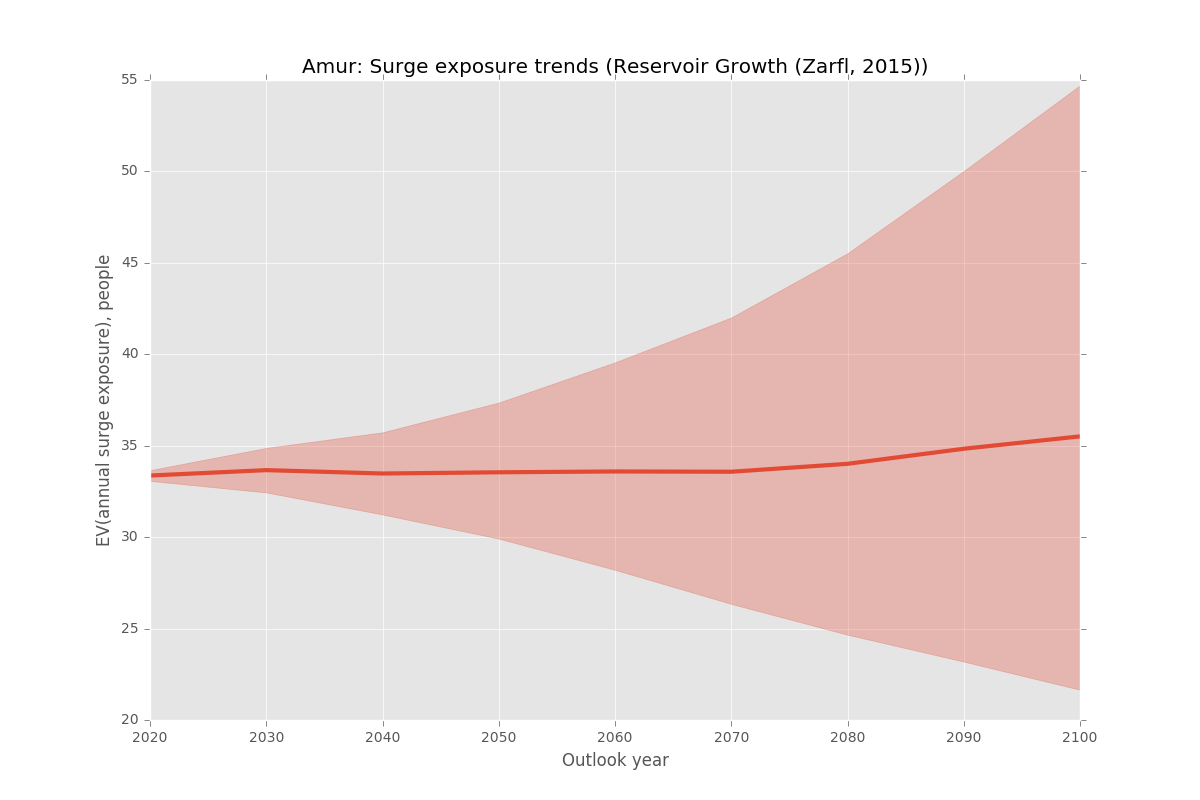 Amur: Surge exposure trends (Reservoir Growth (Zarfl, 2015))
EV(annual surge exposure), people
55
50
45
40
35
30
25
20
2020 2030 2040 2050 2060 2070 2080 2090 2100
Outlook year